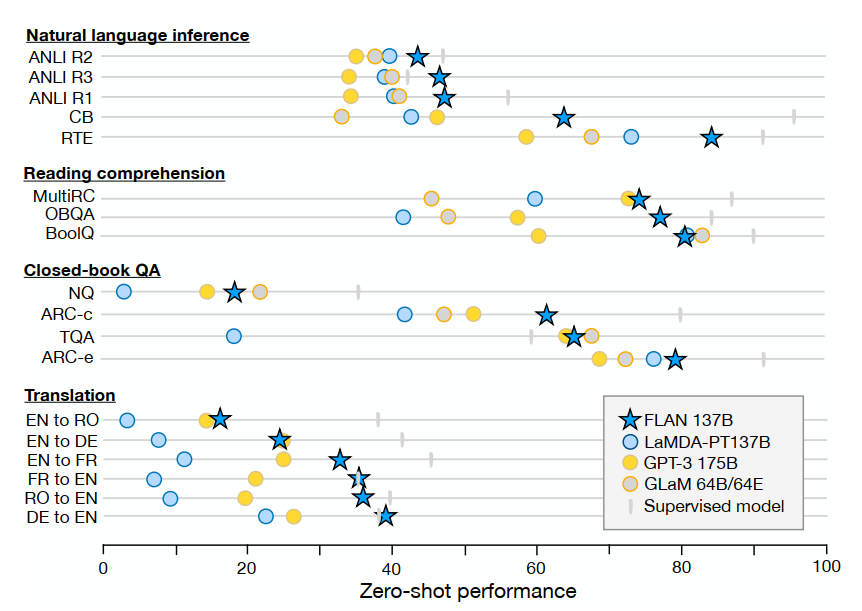 Natural language inference
ANLI R2
ANLI R3
ANLI R1
CB
RTE
Reading comprehension
MultiRC
OBQA
BoolQ
Closed-book QA
NQ
ARC-c
TQA
ARC-e
Translation
EN to RO
EN to DE
EN to FR
FR to EN
RO to EN
DE to EN
FLAN 137B
LaMDA-PT137B
GPT-3 175B
GLaM 64B/64E
Supervised model
0 20 40 60 80 100
Zero-shot performance